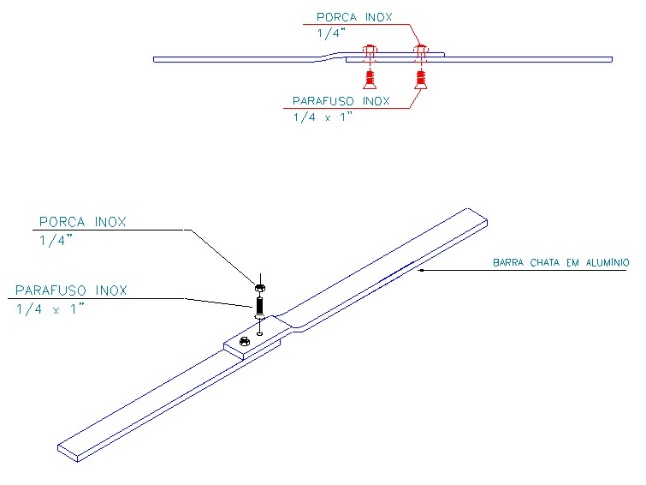 PORCA INOX
1/4"
PARAFUSO INOX
1/4 x 1"
PORCA INOX
1/4"
BARRA CHATA EM ALUMÍNIO
PARAFUSO INOX
1/4 x 1"